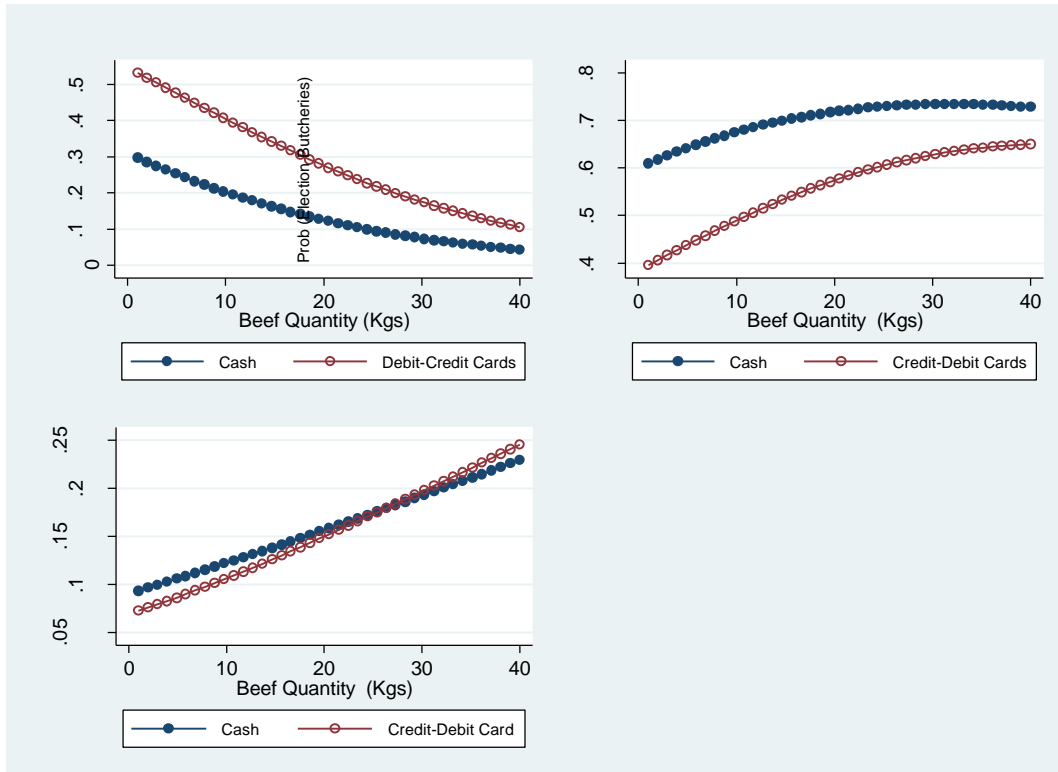 .5
.4
.3
.2
.1
0
Prob (Election Butcheries)
0 10 20 30 40
Beef Quantity (Kgs)
Cash Debit-Credit Cards
.8
.7
.6
.5
.4
0 10 20 30 40
Beef Quantity (Kgs)
Cash Credit-Debit Cards
.25
.2
.15
.1
.05
0 10 20 30 40
Beef Quantity (Kgs)
Cash Credit-Debit Card